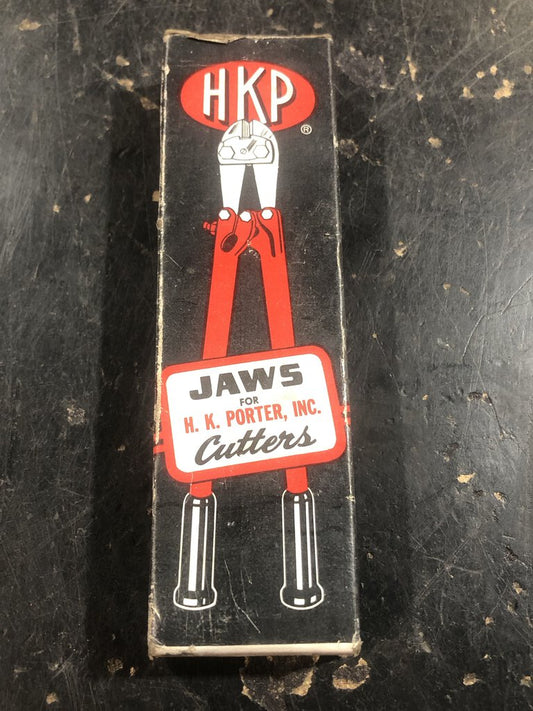 HKP
®
JAWS
FOR
H. K. PORTER, INC.
Cutters